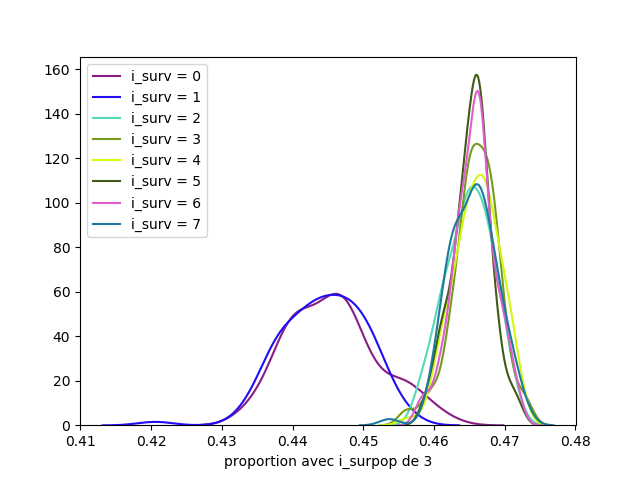 160
140
120
100
80
60
40
20
0
i_surv = 0
i_surv = 1
i_surv = 2
i_surv = 3
i_surv = 4
i_surv = 5
i_surv = 6
i_surv = 7
0.41 0.42 0.43 0.44 0.45 0.46 0.47 0.48
proportion avec i_surpop de 3